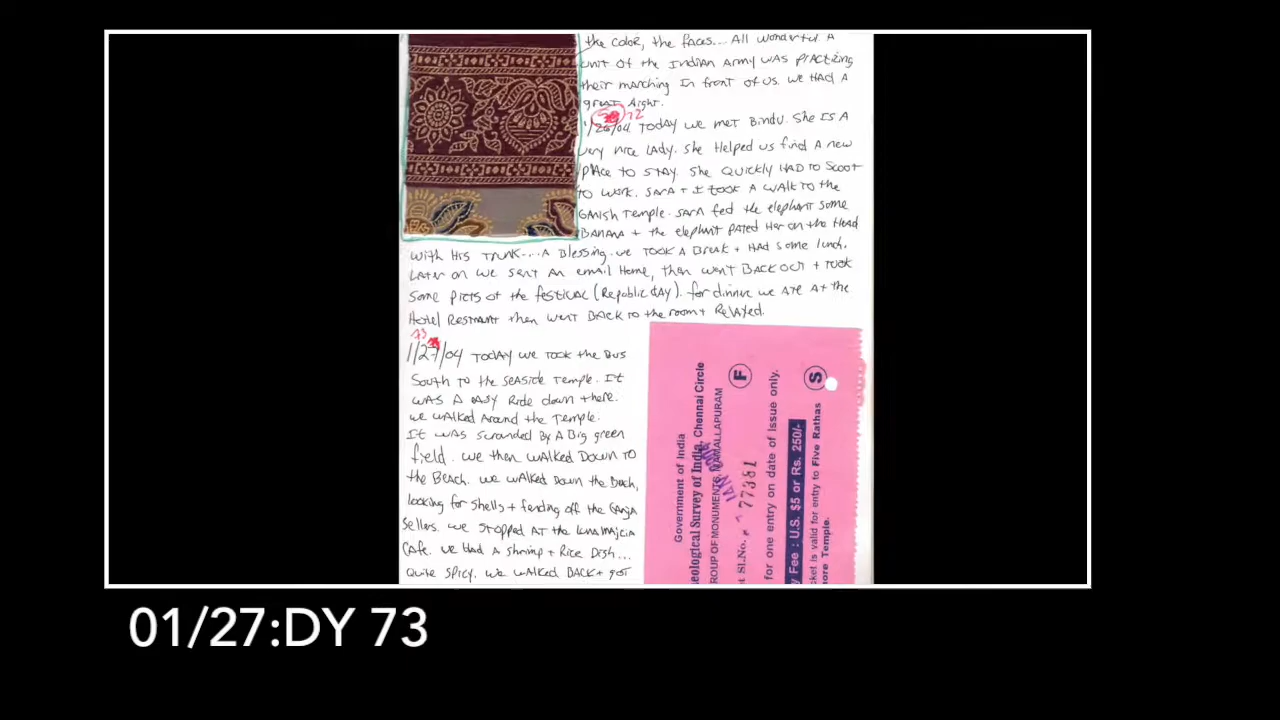 the color, the faces... All wonderful. A
unit of the Indian Army was practizing
their marching in front of us. we HAD A
great night.
72
1/26/04 TODAY we met Bindu. She IS A
very nice LADY. She Helped us find A new
place to STAY. She QUICKLY HAD to Scoot
to work. SARA + I TOOK A WALK TO the
GANISH Temple. SARA fed the elephant some
BANANA + the elephant pated Her on the HEAD
with His TRUNK.... A Blessing. we TOOK A BreaK + HAD some lunch.
LATER on we sent An email Home, then went BACK OUT + TOOK
some picts of the festival (Republic DAY). for dinner we ATE AT the
Hotel RESTRANT then went BACK to the room + RelAxed.
73
1/27/04 TODAY we TOOK the BUS
South TO the SEASIDE Temple. IT
WAS A EASY Ride down there.
we WALKED Around the Temple.
It was suranded By A Big green
field. we then WALKED DOWN TO
the BEACH. we WALKED DOWN the Beach,
looking for shells + fending off the GANJA
Sellers. we STOPPED AT the
CAfe. we HAD A shrimp + Rice Dish...
QUITE SPICY. we WALKED BACK + got
Government of India
eological Survey of India, Chennai Circle
ROUP OF MONUMENTS, MAMALLAPURAM
JAN
t Sl.No. 77381
F
for one entry on date of issue only.
y Fee : U.S. $5 or Rs. 250/-
cket is valid for entry to Five Rathas
hore Temple.
S
01/27:DY 73